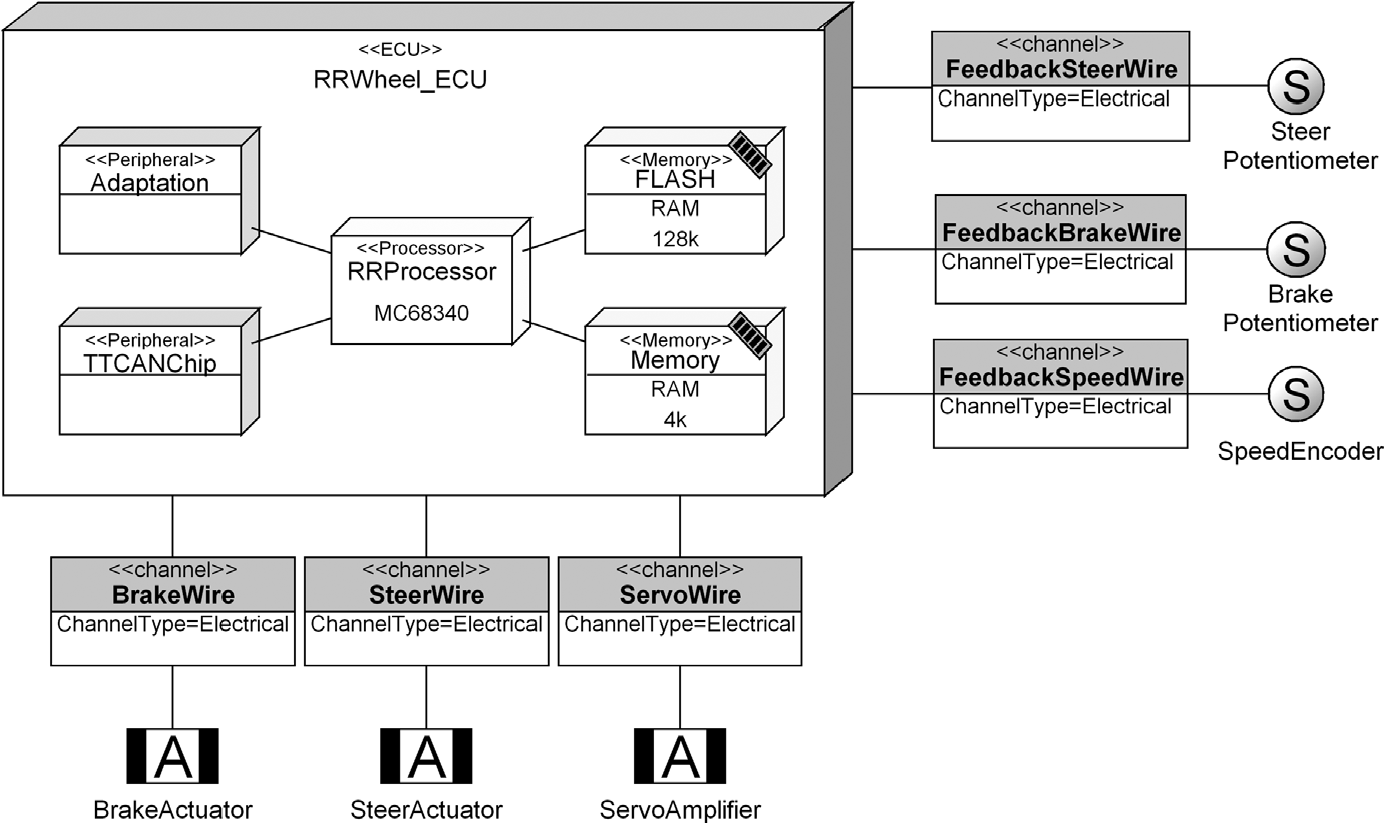 <<ECU>>
RRWheel_ECU
<<Peripheral>>
Adaptation
<<Memory>>
FLASH
RAM
128k
<<Processor>>
RRProcessor
MC68340
<<Peripheral>>
TTCANChip
<<Memory>>
Memory
RAM
4k
<<channel>>
FeedbackSteerWire
ChannelType=Electrical
S
Steer
Potentiometer
<<channel>>
FeedbackBrakeWire
ChannelType=Electrical
S
Brake
Potentiometer
<<channel>>
FeedbackSpeedWire
ChannelType=Electrical
S
SpeedEncoder
<<channel>>
BrakeWire
ChannelType=Electrical
A
BrakeActuator
<<channel>>
SteerWire
ChannelType=Electrical
A
SteerActuator
<<channel>>
ServoWire
ChannelType=Electrical
A
ServoAmplifier